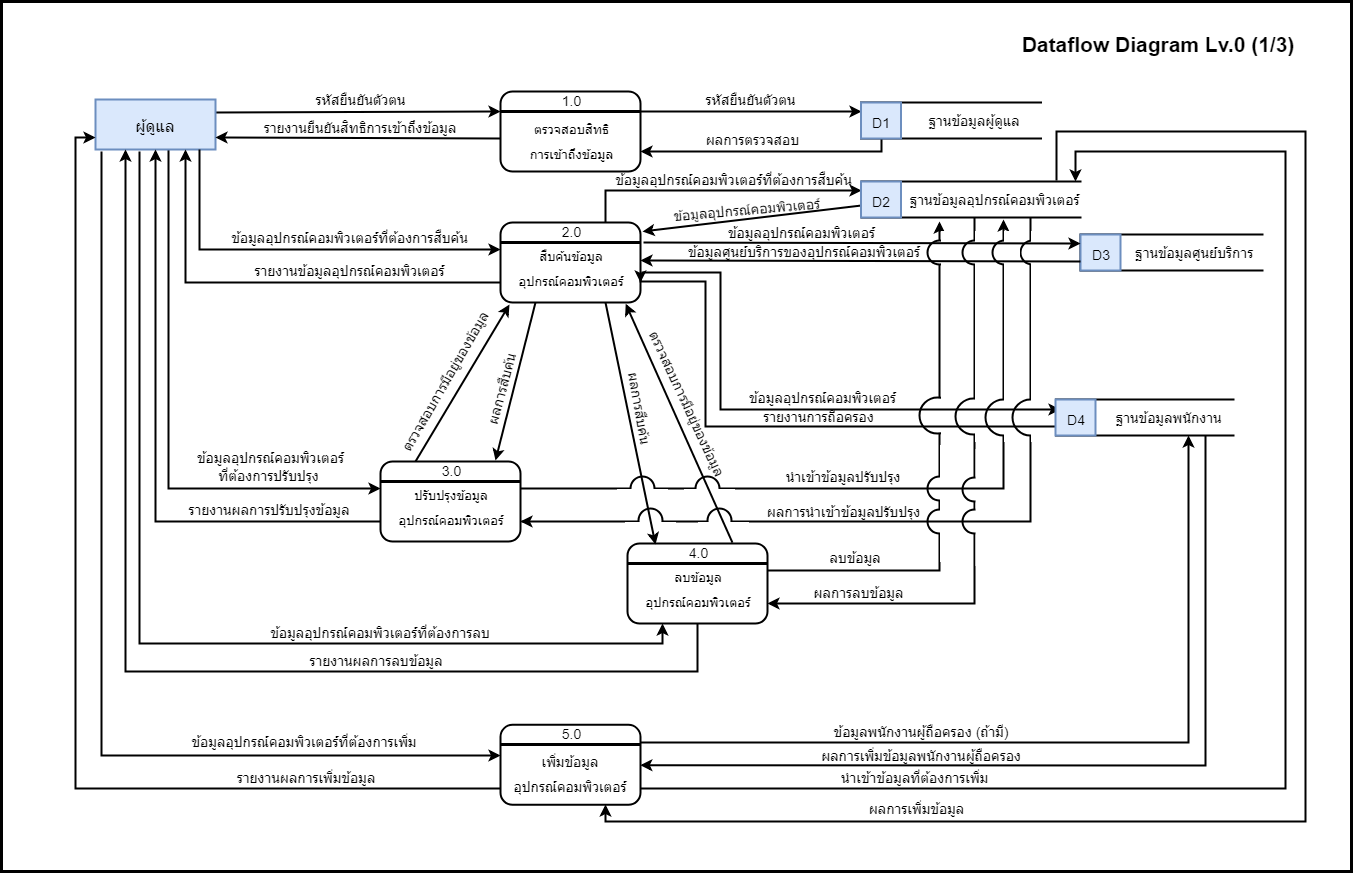 Dataflow Diagram Lv.0 (1/3)
ผู้ดูแล
รหัสยืนยันตัวตน
รายงานยืนยันสิทธิการเข้าถึงข้อมูล
1.0
ตรวจสอบสิทธิ
การเข้าถึงข้อมูล
รหัสยืนยันตัวตน
ผลการตรวจสอบ
D1
ฐานข้อมูลผู้ดูแล
ข้อมูลอุปกรณ์คอมพิวเตอร์ที่ต้องการสืบค้น
ข้อมูลอุปกรณ์คอมพิวเตอร์
D2
ฐานข้อมูลอุปกรณ์คอมพิวเตอร์
ข้อมูลอุปกรณ์คอมพิวเตอร์ที่ต้องการสืบค้น
รายงานข้อมูลอุปกรณ์คอมพิวเตอร์
2.0
สืบค้นข้อมูล
อุปกรณ์คอมพิวเตอร์
ข้อมูลอุปกรณ์คอมพิวเตอร์
ข้อมูลศูนย์บริการของอุปกรณ์คอมพิวเตอร์
D3
ฐานข้อมูลศูนย์บริการ
ตรวจสอบการมีอยู่ของข้อมูล
ผลการสืบค้น
ผลการสืบค้น
ตรวจสอบการมีอยู่ของข้อมูล
ข้อมูลอุปกรณ์คอมพิวเตอร์
รายงานการถือครอง
D4
ฐานข้อมูลพนักงาน
ข้อมูลอุปกรณ์คอมพิวเตอร์
ที่ต้องการปรับปรุง
รายงานผลการปรับปรุงข้อมูล
3.0
ปรับปรุงข้อมูล
อุปกรณ์คอมพิวเตอร์
นำเข้าข้อมูลปรับปรุง
ผลการนำเข้าข้อมูลปรับปรุง
4.0
ลบข้อมูล
อุปกรณ์คอมพิวเตอร์
ลบข้อมูล
ผลการลบข้อมูล
ข้อมูลอุปกรณ์คอมพิวเตอร์ที่ต้องการลบ
รายงานผลการลบข้อมูล
ข้อมูลอุปกรณ์คอมพิวเตอร์ที่ต้องการเพิ่ม
รายงานผลการเพิ่มข้อมูล
5.0
เพิ่มข้อมูล
อุปกรณ์คอมพิวเตอร์
ข้อมูลพนักงานผู้ถือครอง (ถ้ามี)
ผลการเพิ่มข้อมูลพนักงานผู้ถือครอง
นำเข้าข้อมูลที่ต้องการเพิ่ม
ผลการเพิ่มข้อมูล